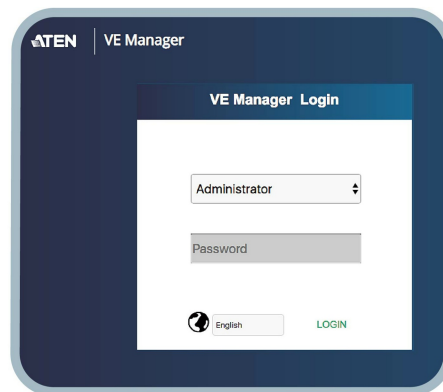 ATEN VE Manager
VE Manager Login
Administrator
Password
English LOGIN